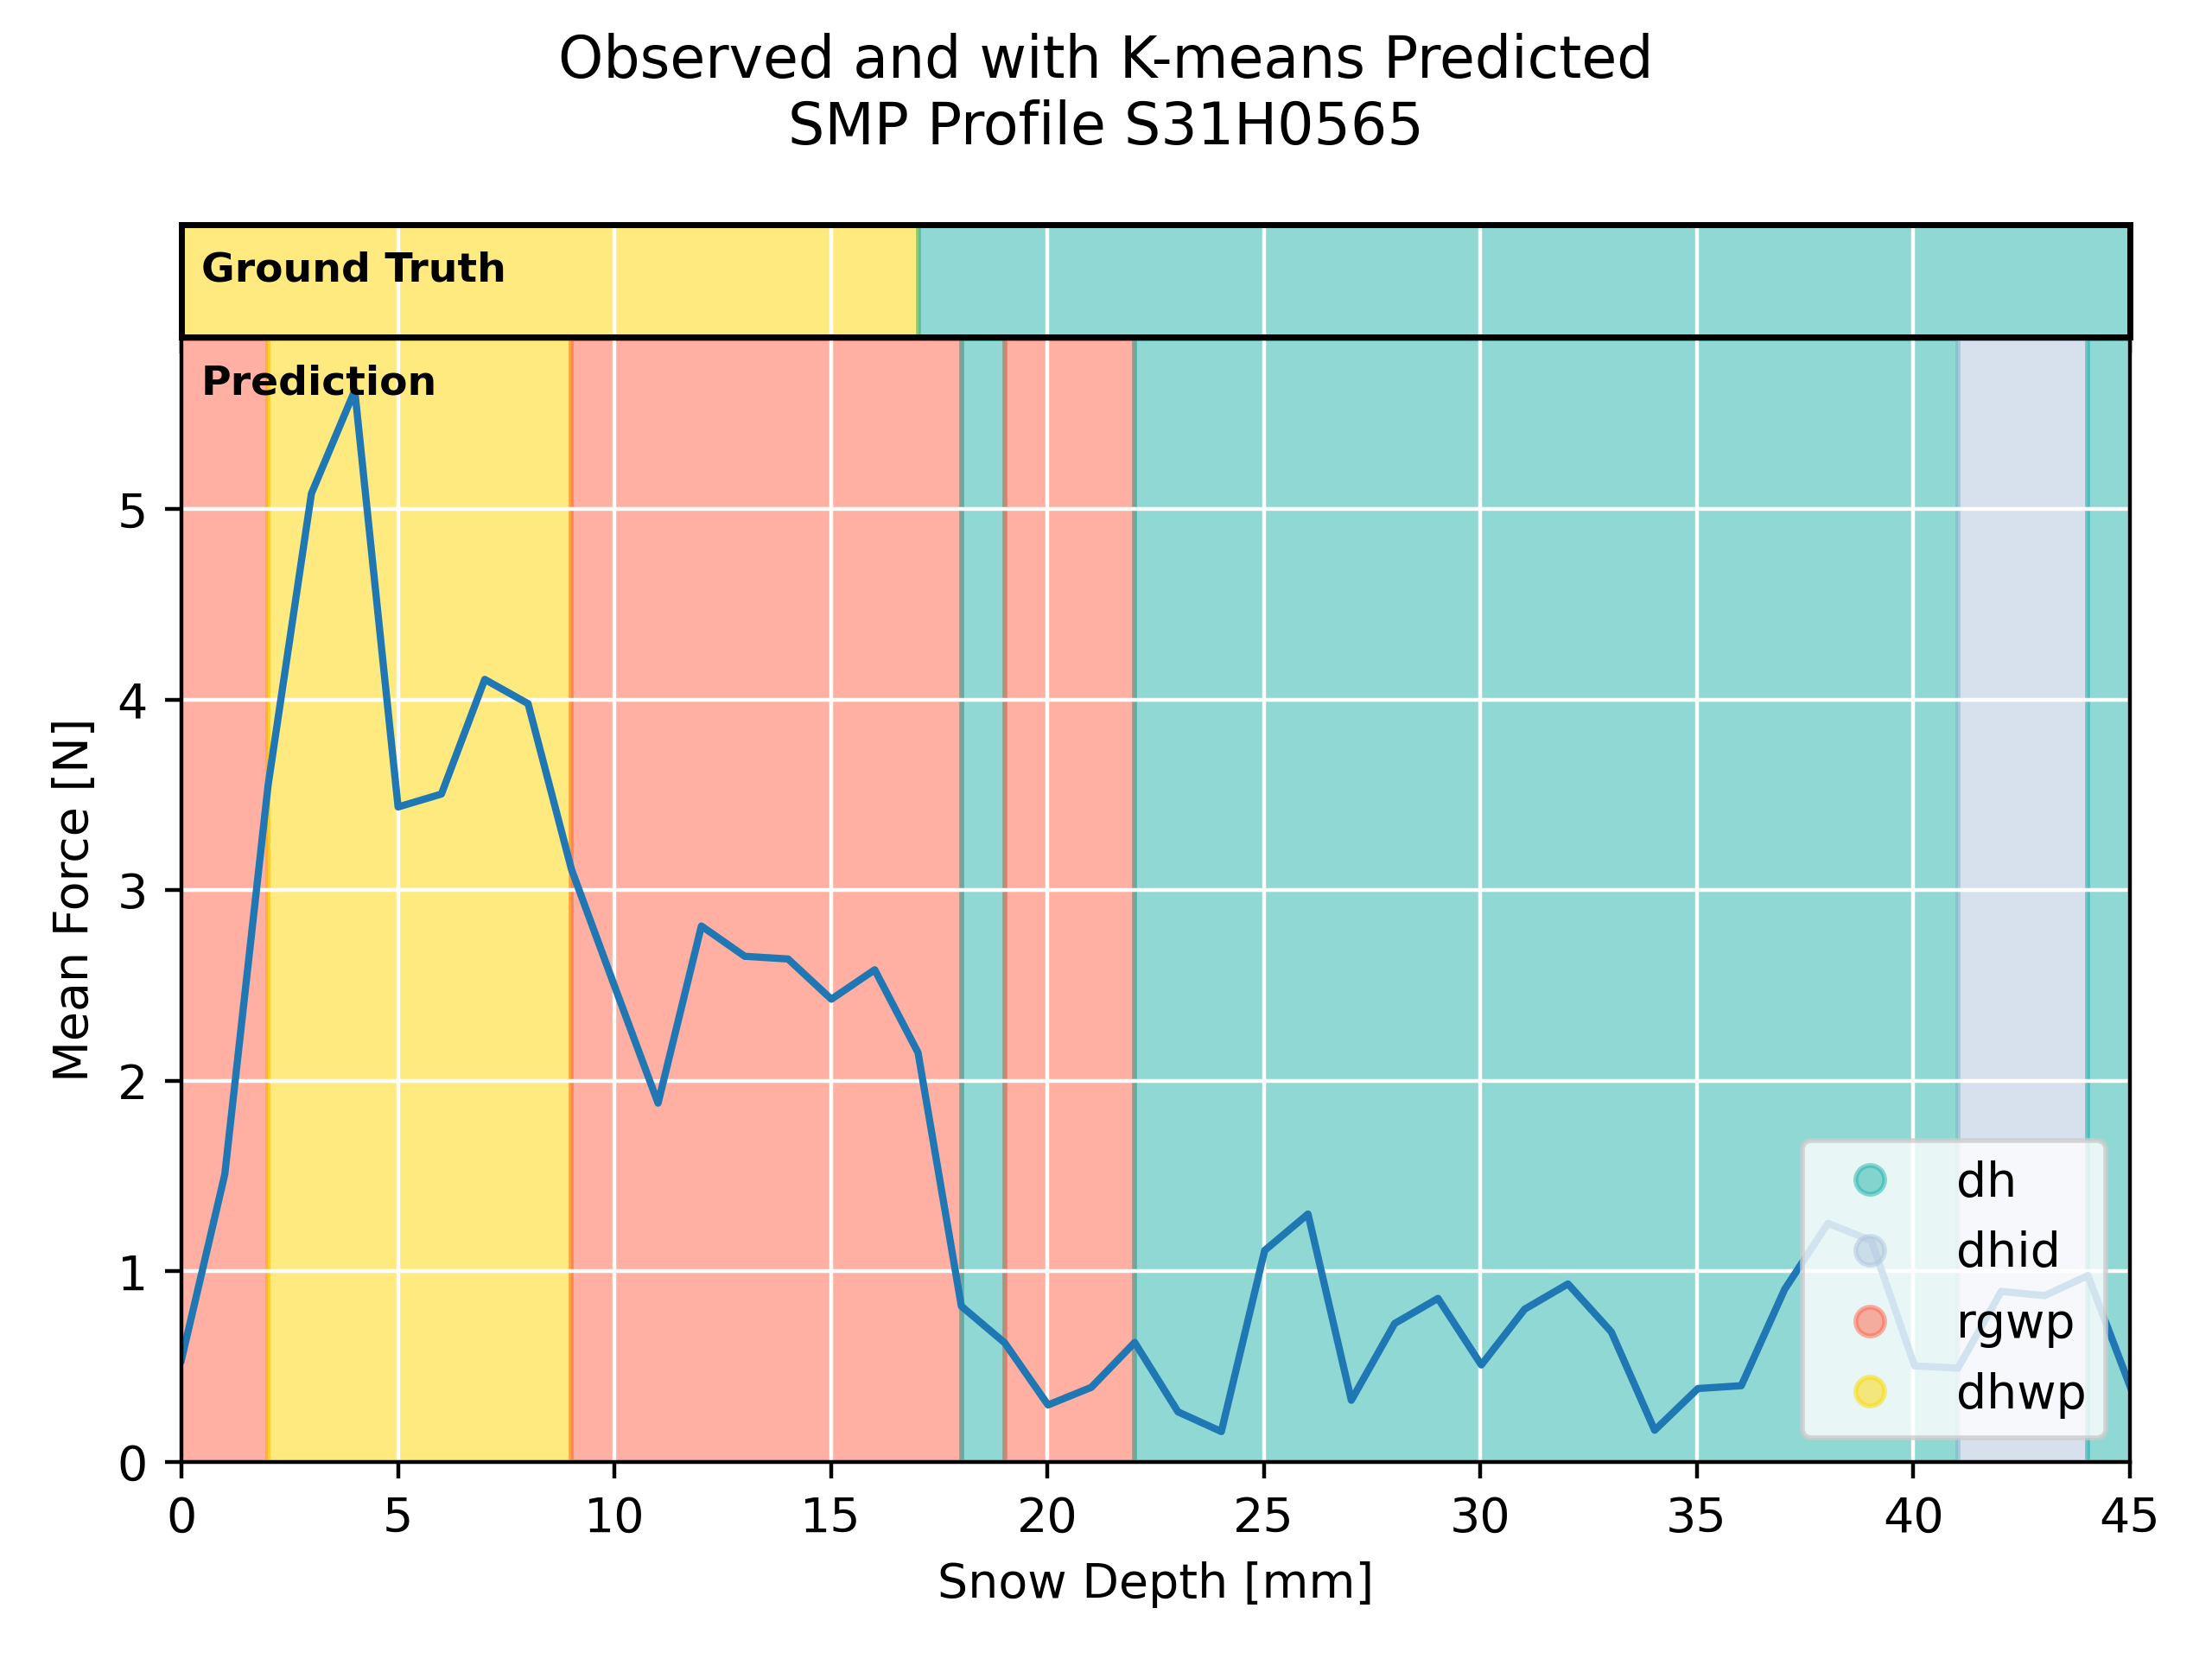 Observed and with K-means Predicted
SMP Profile S31H0565
Ground Truth
Prediction
5
4
3
2
1
0
Mean Force [N]
dh
dhid
rgwp
dhwp
0 5 10 15 20 25 30 35 40 45
Snow Depth [mm]